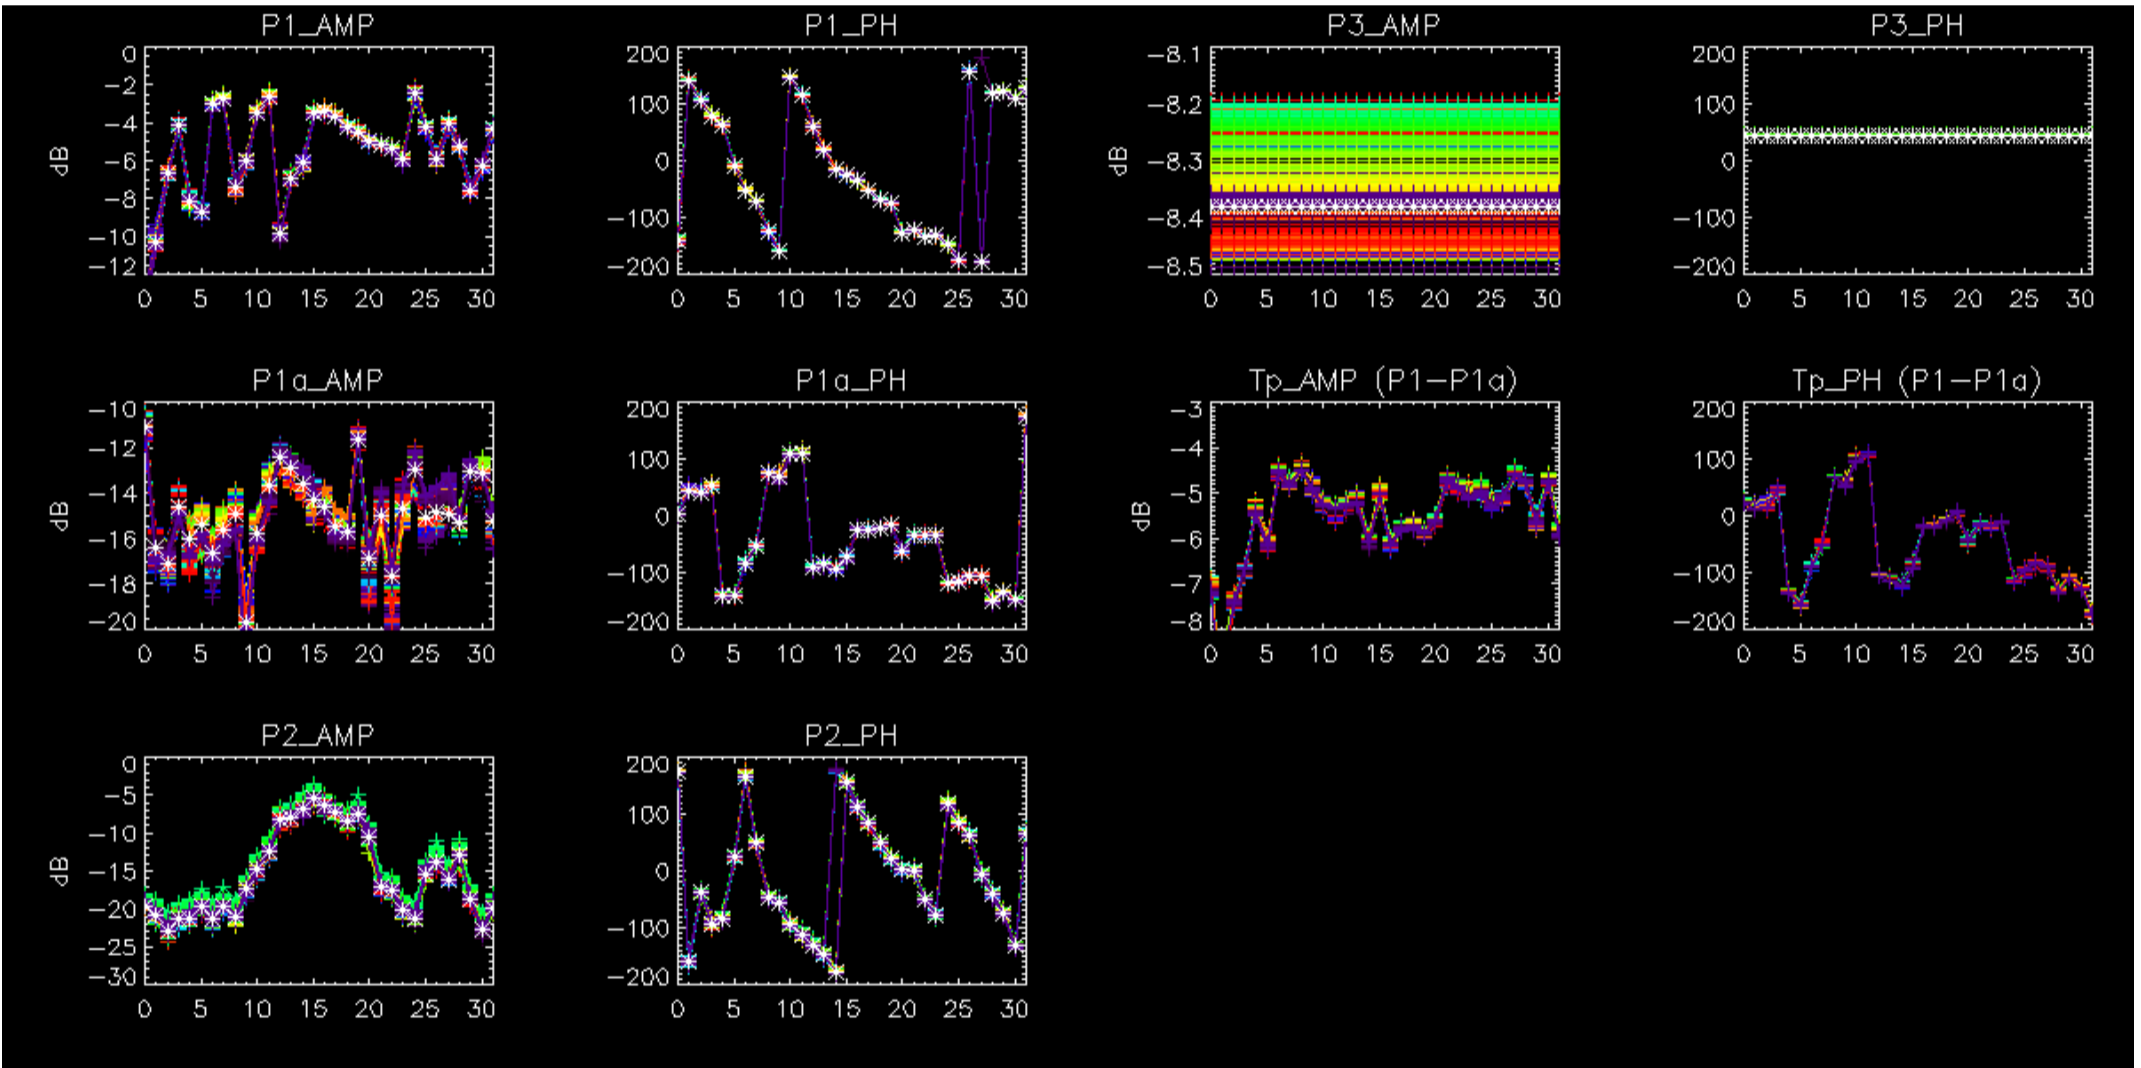 P1_AMP
dB
0
−2
−4
−6
−8
−10
−12
0 5 10 15 20 25 30
P1_PH
200
100
0
−100
−200
0 5 10 15 20 25 30
P3_AMP
dB
−8.1
−8.2
−8.3
−8.4
−8.5
0 5 10 15 20 25 30
P3_PH
200
100
0
−100
−200
0 5 10 15 20 25 30
P1a_AMP
dB
−10
−12
−14
−16
−18
−20
0 5 10 15 20 25 30
P1a_PH
200
100
0
−100
−200
0 5 10 15 20 25 30
Tp_AMP (P1−P1a)
dB
−3
−4
−5
−6
−7
−8
0 5 10 15 20 25 30
Tp_PH (P1−P1a)
200
100
0
−100
−200
0 5 10 15 20 25 30
P2_AMP
dB
0
−5
−10
−15
−20
−25
−30
0 5 10 15 20 25 30
P2_PH
200
100
0
−100
−200
0 5 10 15 20 25 30